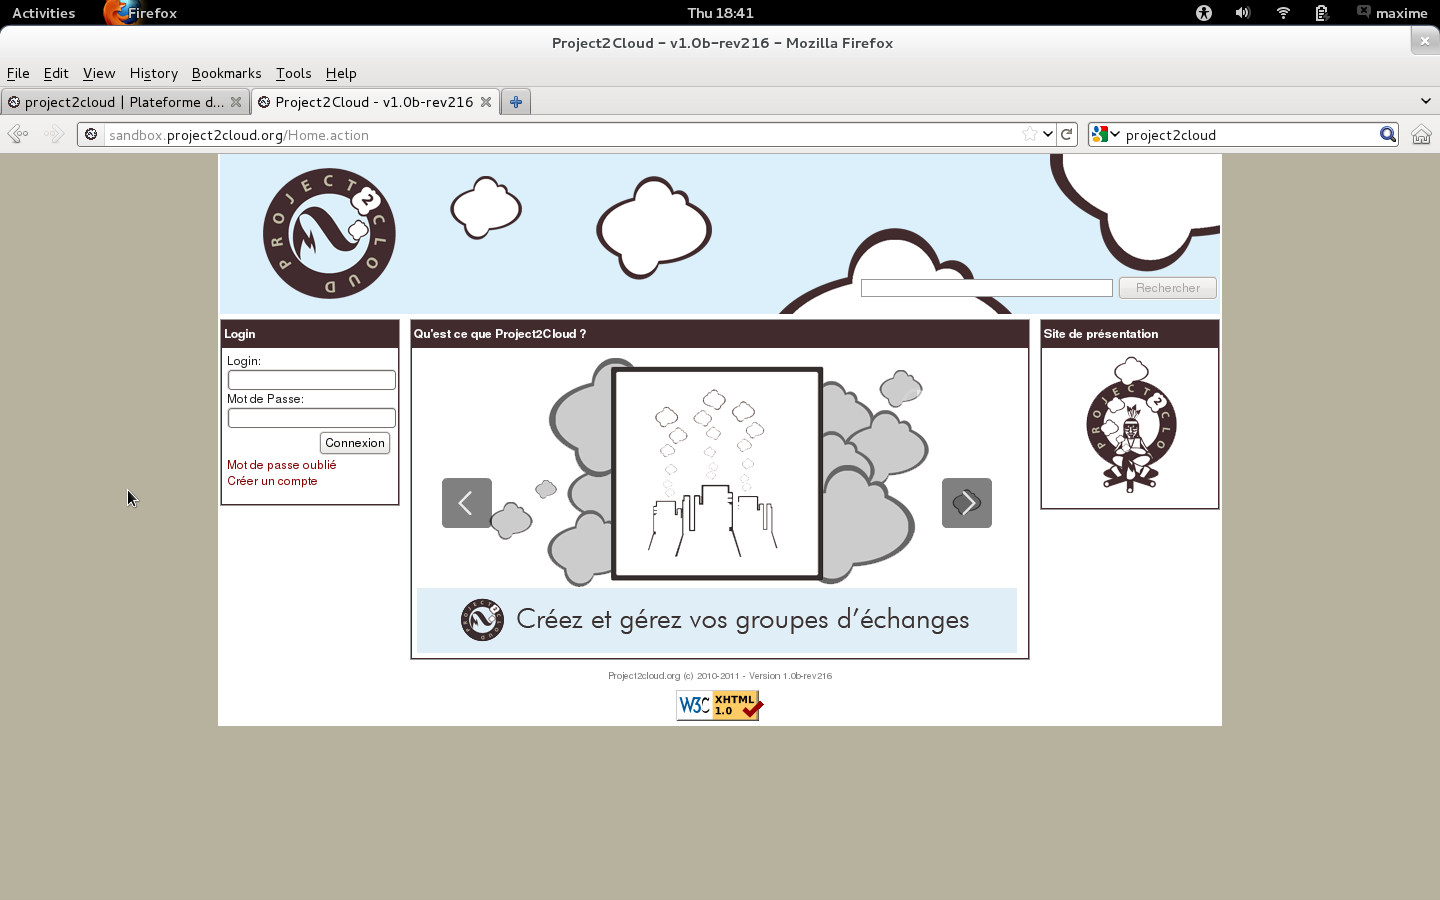 Activities Firefox Thu 18:41 maxime
Project2Cloud – v1.0b–rev216 – Mozilla Firefox
File Edit View History Bookmarks Tools Help
project2cloud | Plateforme d... Project2Cloud - v1.0b-rev216
sandbox.project2cloud.org/Home.action project2cloud
PROJECT 2 CLOUD
Rechercher
Login
Login:
Mot de Passe:
Connexion
Mot de passe oublié
Créer un compte
Qu'est ce que Project2Cloud ?
PROJECT 2 CLOUD Créez et gérez vos groupes d’échanges
Site de présentation
PROJECT 2 CLO
Project2cloud.org (c) 2010-2011 - Version 1.0b-rev216
W3C XHTML 1.0